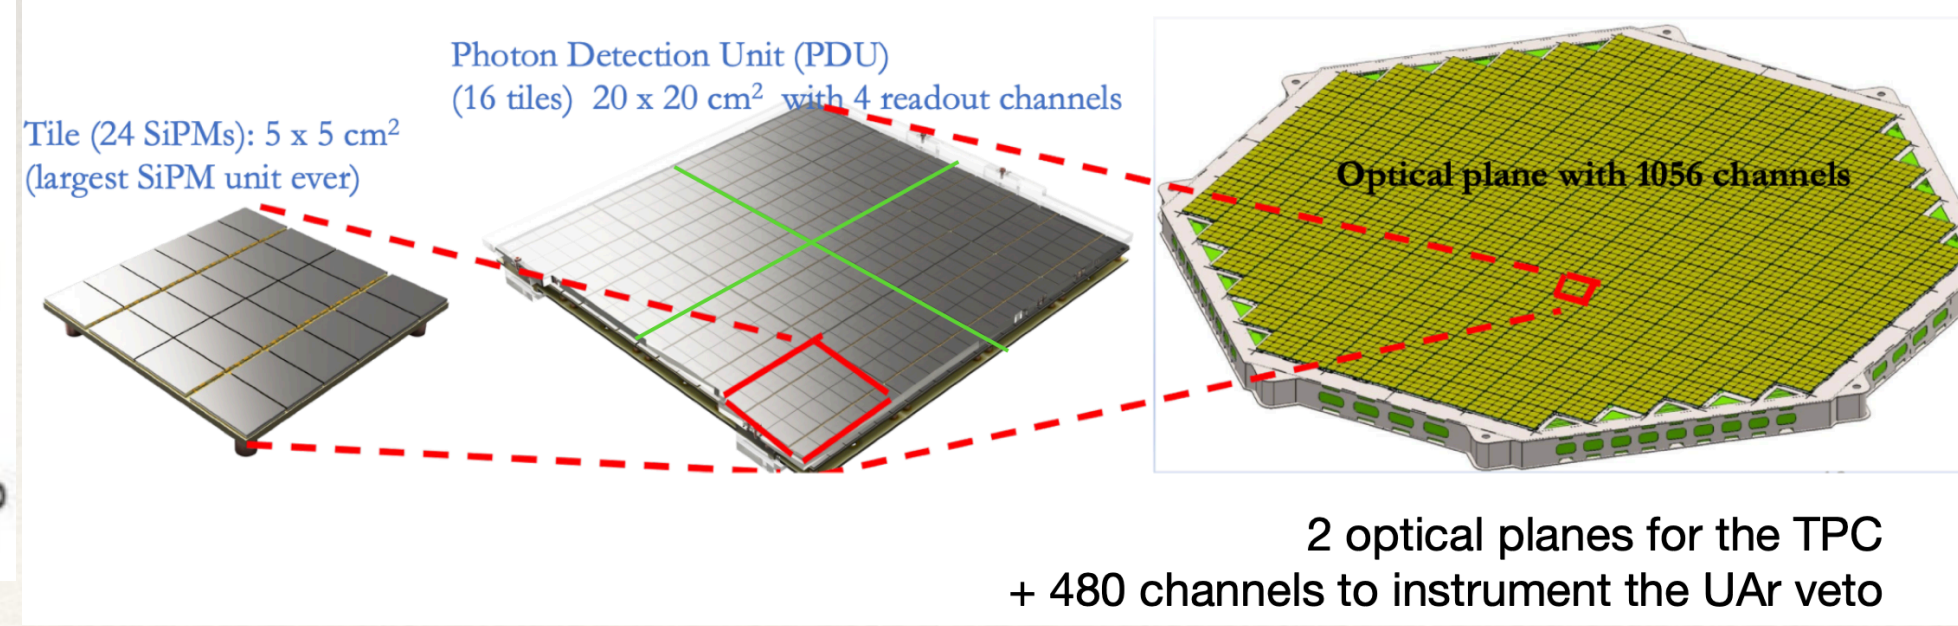 Photon Detection Unit (PDU)
(16 tiles) 20 x 20 cm² with 4 readout channels
Tile (24 SiPMs): 5 x 5 cm²
(largest SiPM unit ever)
Optical plane with 1056 channels
2 optical planes for the TPC
+ 480 channels to instrument the UAr veto